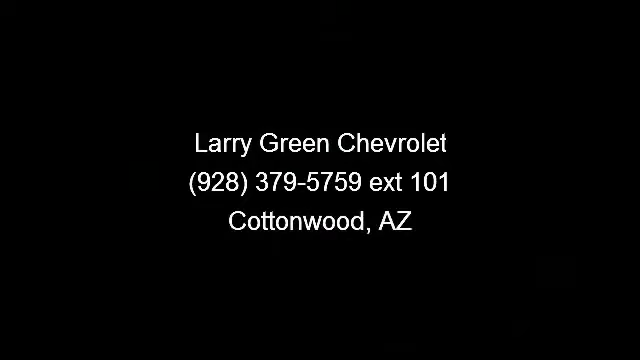 Larry Green Chevrolet
(928) 379-5759 ext 101
Cottonwood, AZ